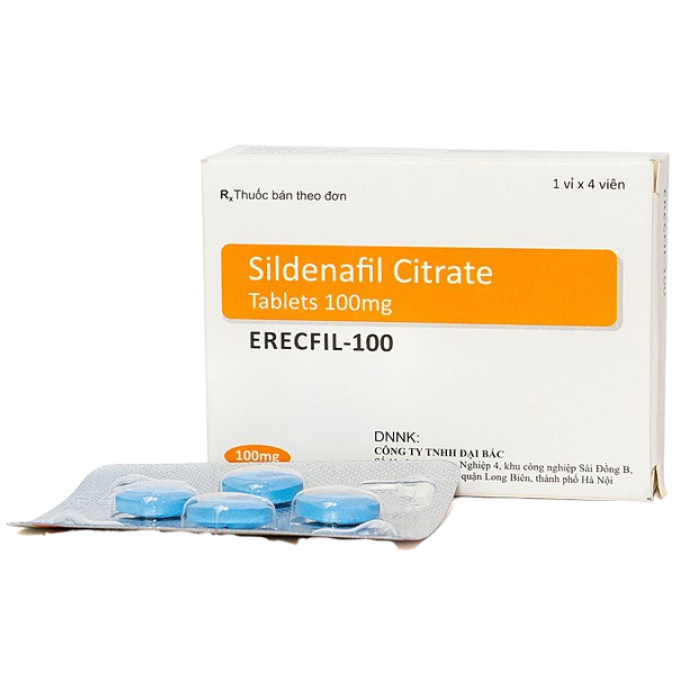 RxThuốc bán theo đơn
1 vỉ x 4 viên
Sildenafil Citrate
Tablets 100mg
ERECFIL-100
100mg
DNNK:
CÔNG TY TNHH ĐẠI BẮC
Nghiệp 4, khu công nghiệp Sài Đồng B,
quận Long Biên, thành phố Hà Nội
ERECFIL-100